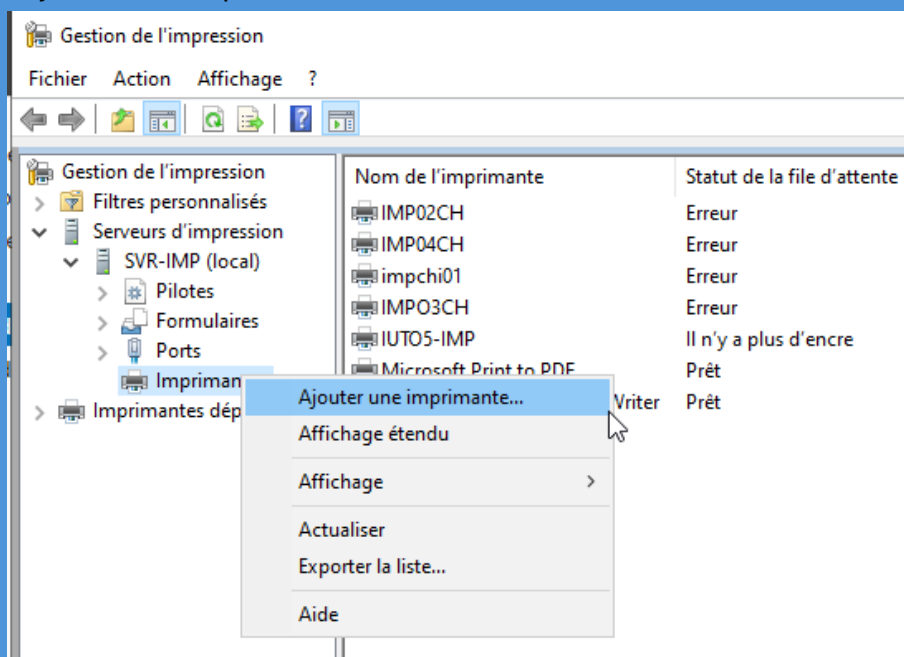 Gestion de l'impression
Fichier Action Affichage ?
Gestion de l'impression
Filtres personnalisés
Serveurs d'impression
SVR-IMP (local)
Pilotes
Formulaires
Ports
Impriman
Imprimantes dép
Nom de l'imprimante Statut de la file d'attente
IMP02CH Erreur
IMP04CH Erreur
impchi01 Erreur
IMPO3CH Erreur
IUTO5-IMP Il n'y a plus d'encre
Microsoft Print to PDF Prêt
Writer Prêt
Ajouter une imprimante...
Affichage étendu
Affichage
Actualiser
Exporter la liste...
Aide